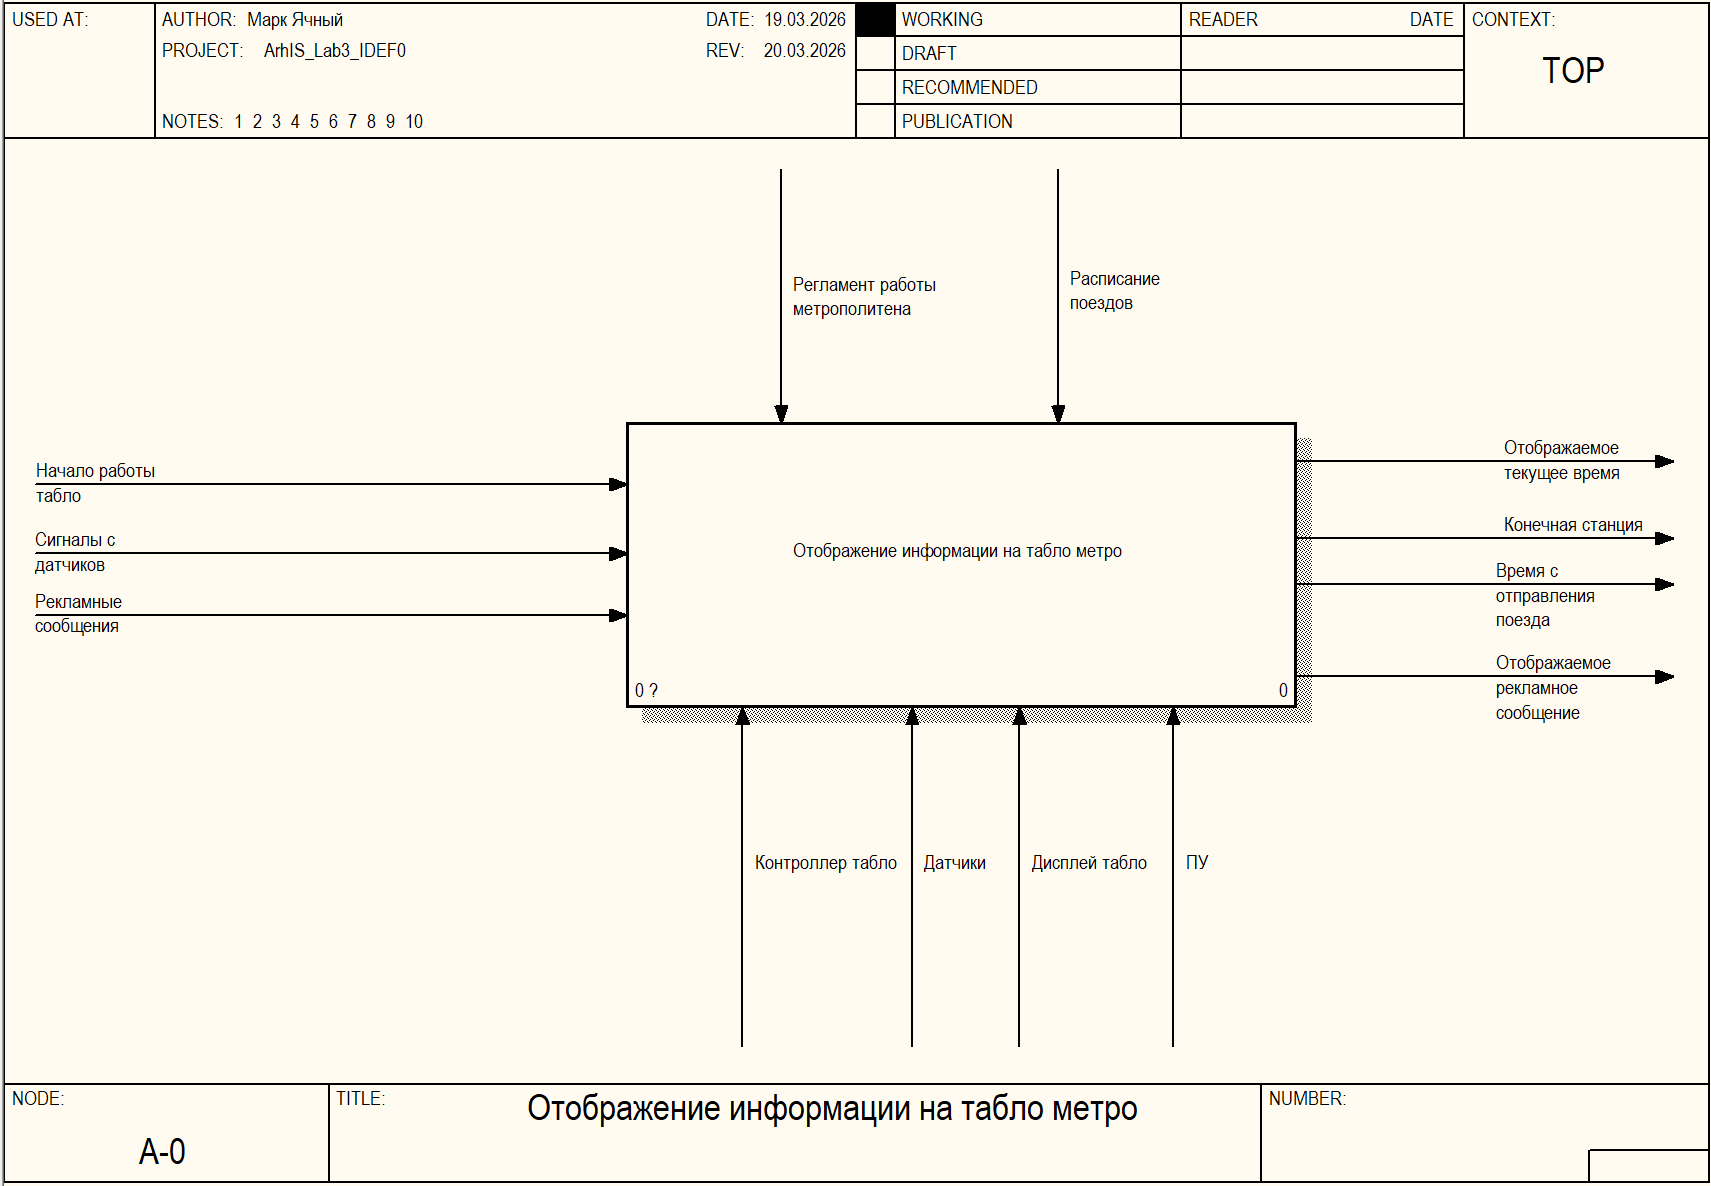 USED AT:
AUTHOR: Марк Ячный
DATE: 19.03.2026
PROJECT: ArhIS_Lab3_IDEF0
REV: 20.03.2026
NOTES: 1 2 3 4 5 6 7 8 9 10
WORKING
DRAFT
RECOMMENDED
PUBLICATION
READER
DATE
CONTEXT:
TOP
Регламент работы
метрополитена
Расписание
поездов
Начало работы
табло
Сигналы с
датчиков
Рекламные
сообщения
Отображение информации на табло метро
0 ?
0
Отображаемое
текущее время
Конечная станция
Время с
отправления
поезда
Отображаемое
рекламное
сообщение
Контроллер табло
Датчики
Дисплей табло
ПУ
NODE:
A-0
TITLE:
Отображение информации на табло метро
NUMBER: